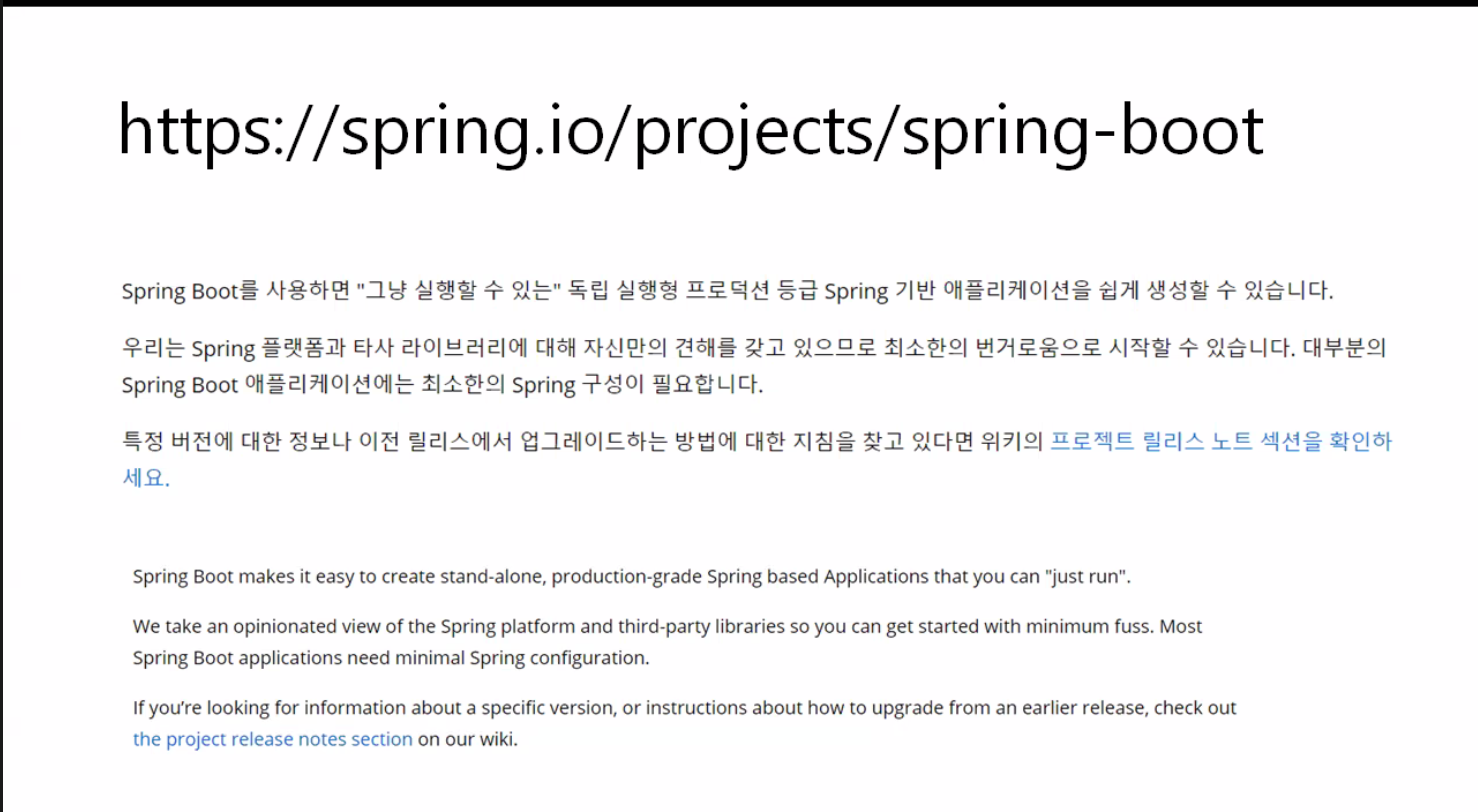 https://spring.io/projects/spring-boot
Spring Boot를 사용하면 "그냥 실행할 수 있는" 독립 실행형 프로덕션 등급 Spring 기반 애플리케이션을 쉽게 생성할 수 있습니다.
우리는 Spring 플랫폼과 타사 라이브러리에 대해 자신만의 견해를 갖고 있으므로 최소한의 번거로움으로 시작할 수 있습니다. 대부분의
Spring Boot 애플리케이션에는 최소한의 Spring 구성이 필요합니다.
특정 버전에 대한 정보나 이전 릴리스에서 업그레이드하는 방법에 대한 지침을 찾고 있다면 위키의 프로젝트 릴리스 노트 섹션을 확인하
세요.
Spring Boot makes it easy to create stand-alone, production-grade Spring based Applications that you can "just run".
We take an opinionated view of the Spring platform and third-party libraries so you can get started with minimum fuss. Most
Spring Boot applications need minimal Spring configuration.
If you’re looking for information about a specific version, or instructions about how to upgrade from an earlier release, check out
the project release notes section on our wiki.